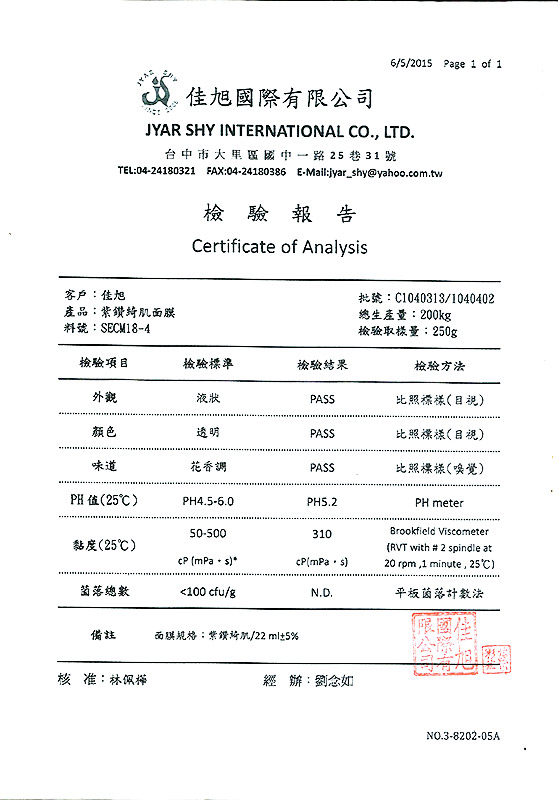 6/5/2015 Page 1 of 1
JYAR SHY
佳旭國際有限公司
JYAR SHY INTERNATIONAL CO., LTD.
台中市大里區國中一路25巷31號
TEL:04-24180321 FAX:04-24180386 E-Mail:jyar_shy@yahoo.com.tw
檢驗報告
Certificate of Analysis
客戶：佳旭 批號：C1040313/1040402
產品：紫鑽綺肌面膜 總生產量：200kg
料號：SECM18-4 檢驗取樣量：250g
檢驗項目 檢驗標準 檢驗結果 檢驗方法
外觀 液狀 PASS 比照標樣(目視)
顏色 透明 PASS 比照標樣(目視)
味道 花香調 PASS 比照標樣(嗅覺)
PH 值(25℃) PH4.5-6.0 PH5.2 PH meter
黏度(25℃) 50-500 cP (mPa・s)* 310 cP(mPa・s) Brookfield Viscometer
(RVT with # 2 spindle at
20 rpm ,1 minute , 25℃)
菌落總數 <100 cfu/g N.D. 平板菌落計數法
備註 面膜規格：紫鑽綺肌/22 ml±5%
佳旭國際有限公司
核 准：林佩樺 經 辦：劉念如
NO.3-8202-05A